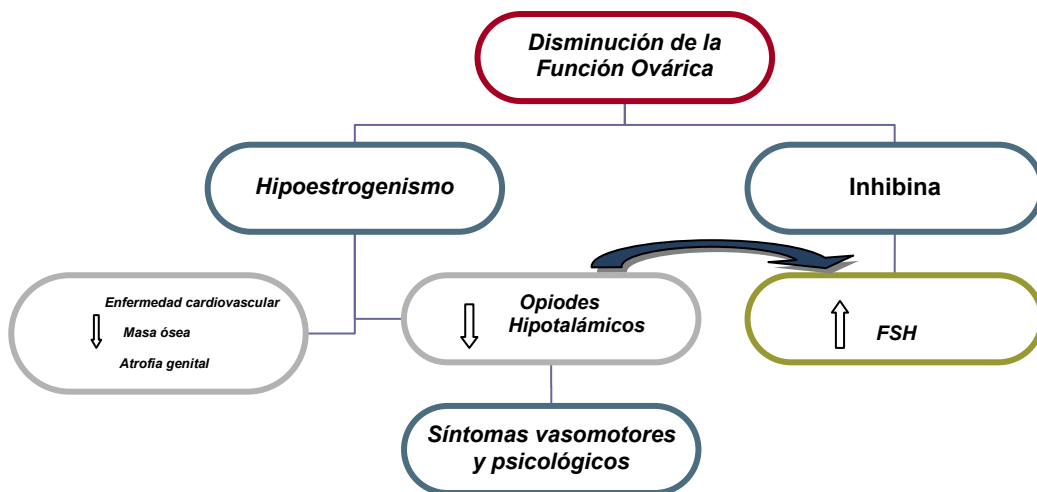 Disminución de la
Función Ovárica
Hipoestrogenismo
Inhibina
Enfermedad cardiovascular
Masa ósea
Atrofia genital
Opiodes
Hipotalámicos
FSH
Síntomas vasomotores
y psicológicos